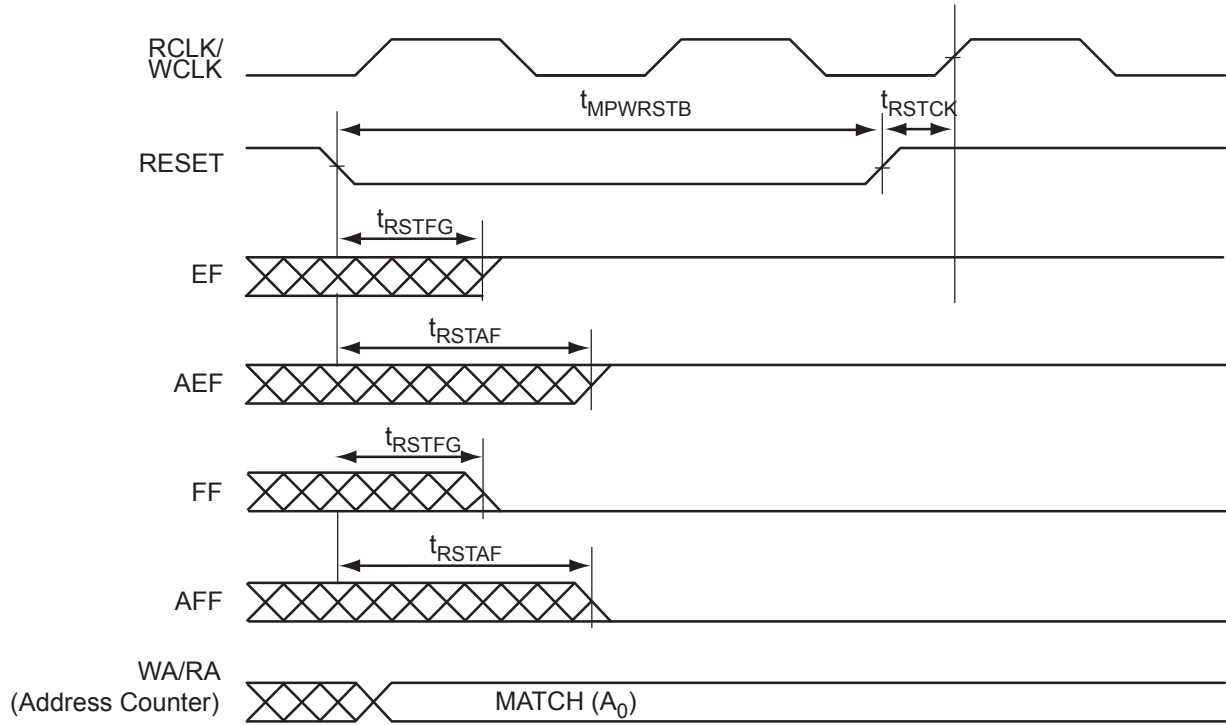 RCLK/
WCLK
tMPWRSTB
tRSTCK
RESET
tRSTFG
EF
tRSTAF
AEF
tRSTFG
FF
tRSTAF
AFF
WA/RA
(Address Counter)
MATCH (A0)